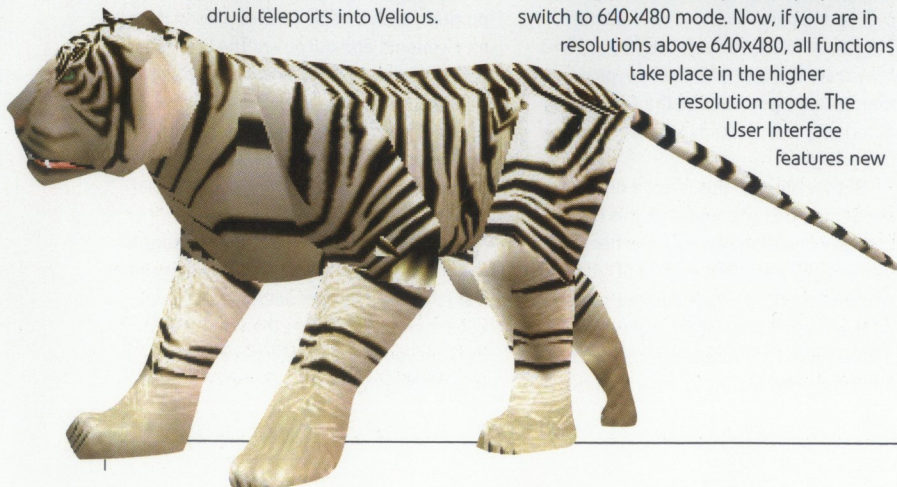 druid teleports into Velious.
switch to 640x480 mode. Now, if you are in
resolutions above 640x480, all functions
take place in the higher
resolution mode. The
User Interface
features new